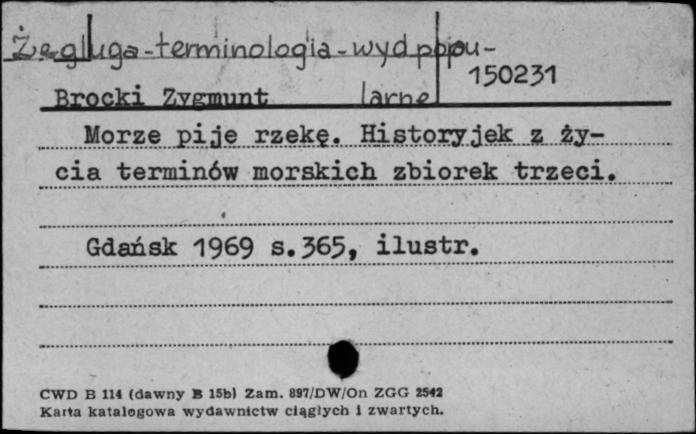 Żegluga-terminologia-wyd popu-
150231
Brocki Zygmunt larne
Morze pije rzekę. Historyjek z ży-
cia terminów morskich zbiorek trzeci.
Gdańsk 1969 s.365, ilustr.
CWD B 114 (dawny B 15b) Zam. 897/DW/On ZGG 2542
Karta katalogowa wydawnictw ciągłych i zwartych.